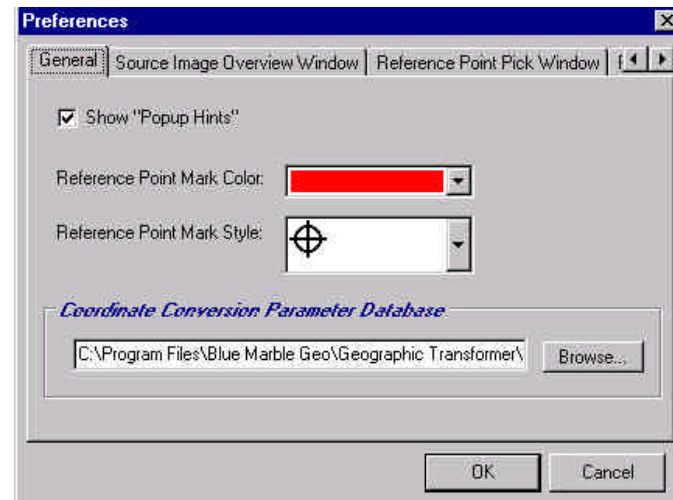 Preferences
General Source Image Overview Window Reference Point Pick Window
Show "Popup Hints"
Reference Point Mark Color:
Reference Point Mark Style:
Coordinate Conversion Parameter Database
C:\Program Files\Blue Marble Geo\Geographic Transformer\ Browse...
OK Cancel